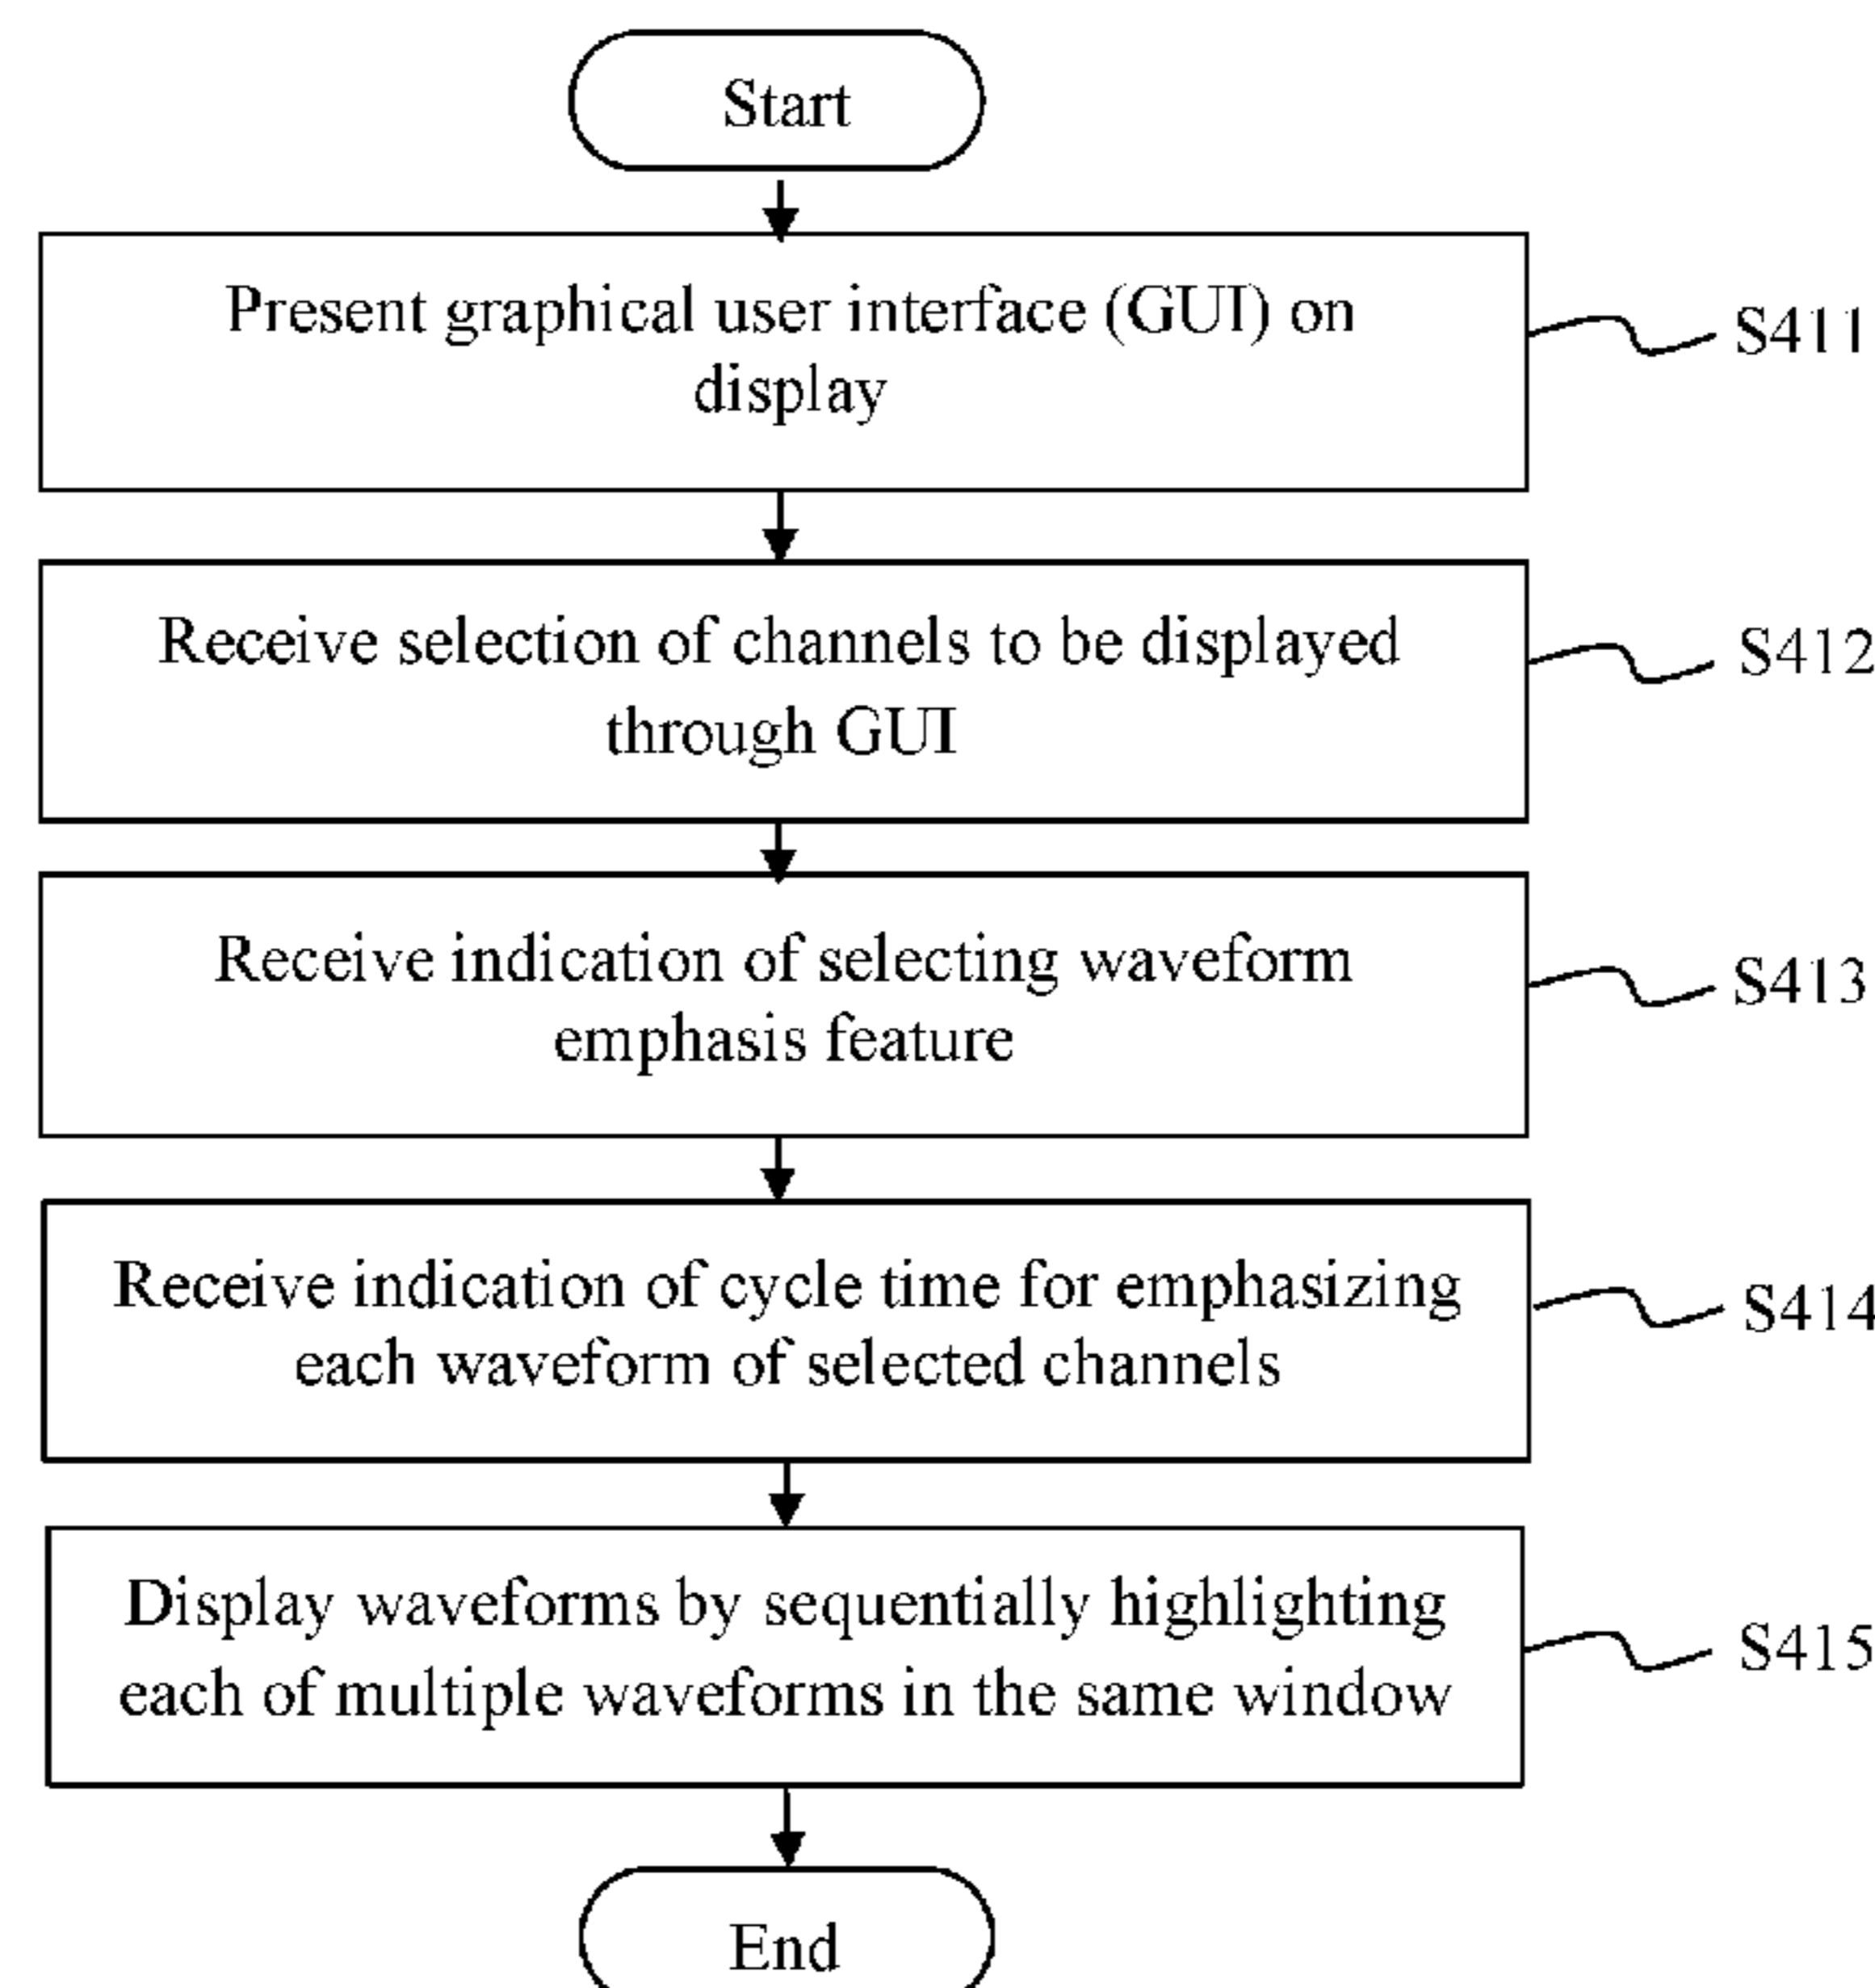 Start
Present graphical user interface (GUI) on
display
S411
Receive selection of channels to be displayed
through GUI
S412
Receive indication of selecting waveform
emphasis feature
S413
Receive indication of cycle time for emphasizing
each waveform of selected channels
S414
Display waveforms by sequentially highlighting
each of multiple waveforms in the same window
S415
End